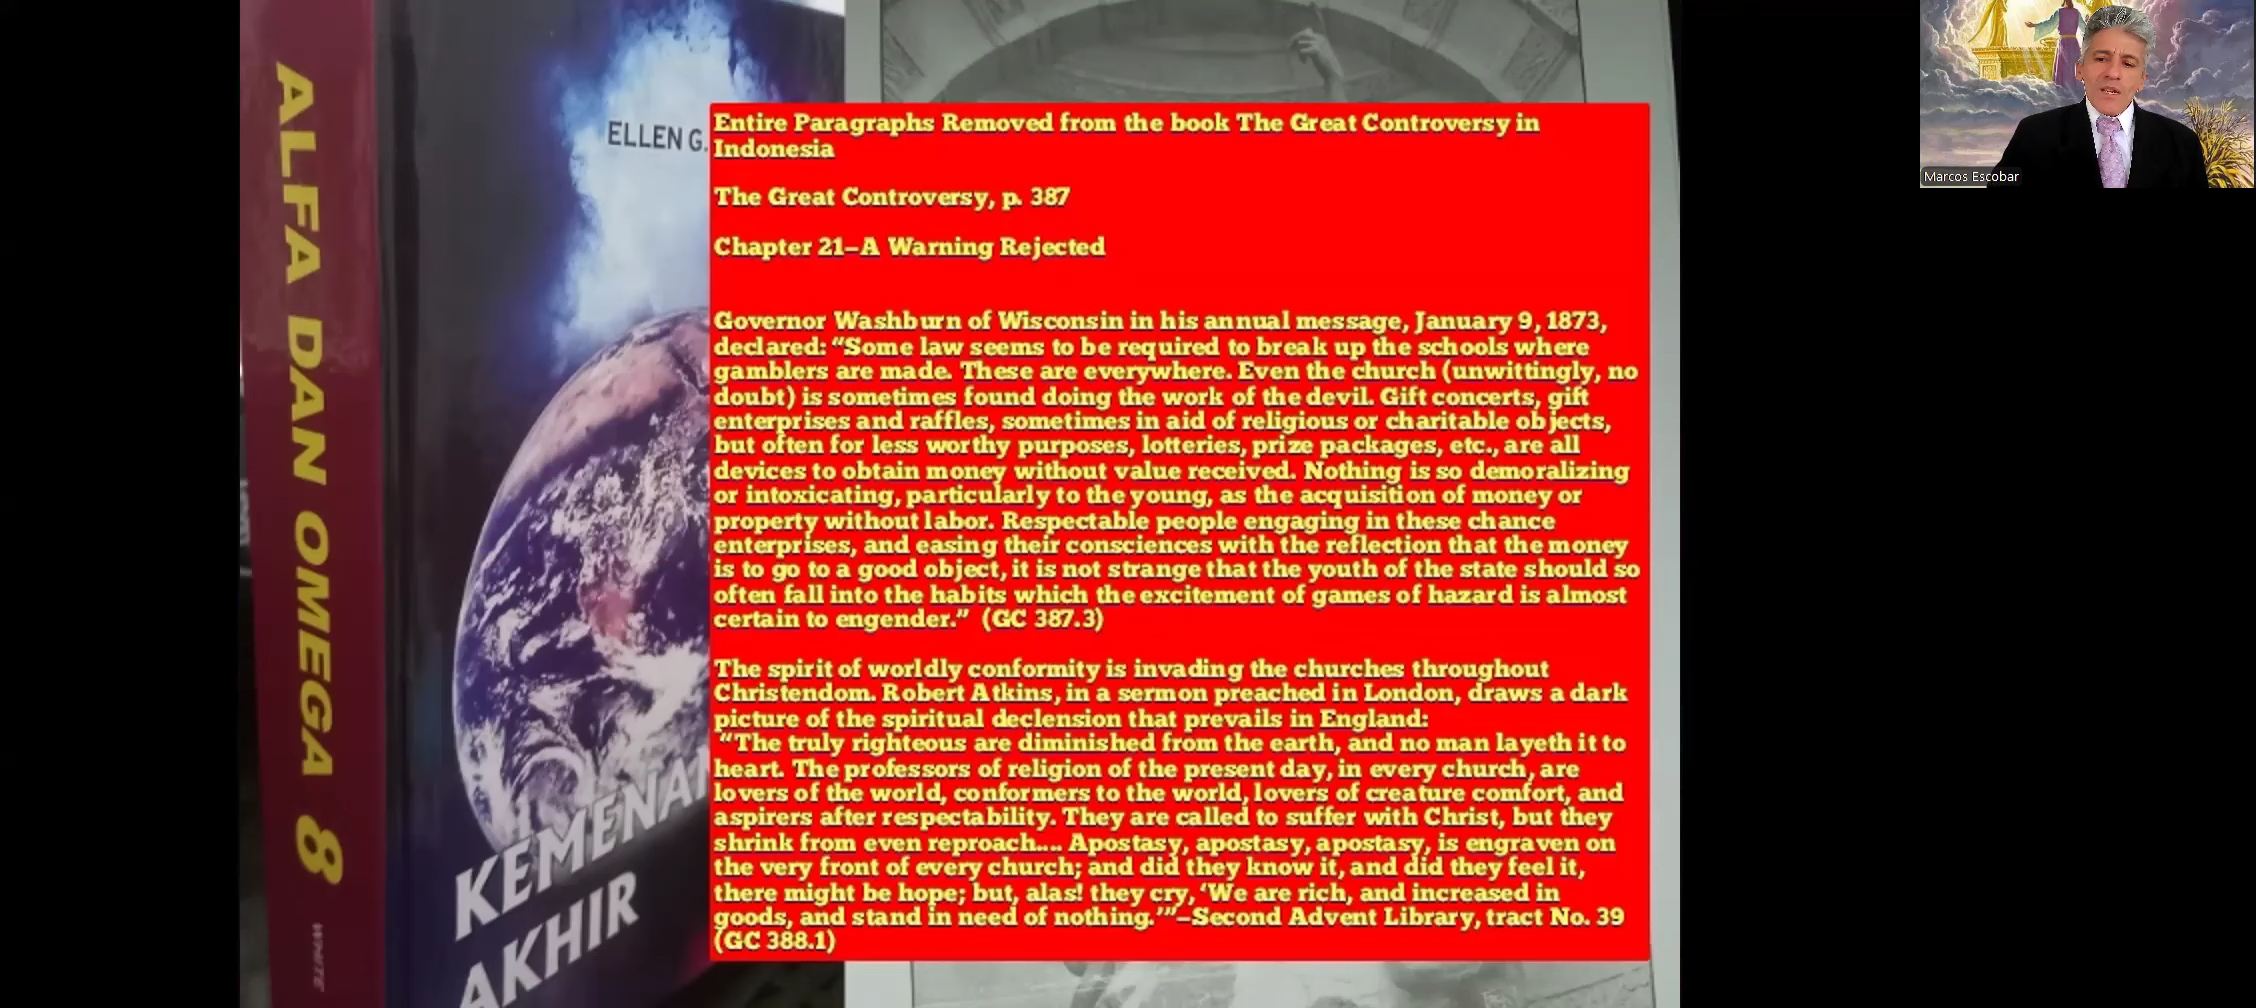 ALFA DAN OMEGA 8
WHITE
ELLEN G.
KEMENA
AKHIR
Entire Paragraphs Removed from the book The Great Controversy in
Indonesia
The Great Controversy, p. 387
Chapter 21–A Warning Rejected
Governor Washburn of Wisconsin in his annual message, January 9, 1873,
declared: “Some law seems to be required to break up the schools where
gamblers are made. These are everywhere. Even the church (unwittingly, no
doubt) is sometimes found doing the work of the devil. Gift concerts, gift
enterprises and raffles, sometimes in aid of religious or charitable objects,
but often for less worthy purposes, lotteries, prize packages, etc., are all
devices to obtain money without value received. Nothing is so demoralizing
or intoxicating, particularly to the young, as the acquisition of money or
property without labor. Respectable people engaging in these chance
enterprises, and easing their consciences with the reflection that the money
is to go to a good object, it is not strange that the youth of the state should so
often fall into the habits which the excitement of games of hazard is almost
certain to engender.” (GC 387.3)
The spirit of worldly conformity is invading the churches throughout
Christendom. Robert Atkins, in a sermon preached in London, draws a dark
picture of the spiritual declension that prevails in England:
“The truly righteous are diminished from the earth, and no man layeth it to
heart. The professors of religion of the present day, in every church, are
lovers of the world, conformers to the world, lovers of creature comfort, and
aspirers after respectability. They are called to suffer with Christ, but they
shrink from even reproach.... Apostasy, apostasy, apostasy, is engraven on
the very front of every church; and did they know it, and did they feel it,
there might be hope; but, alas! they cry, ‘We are rich, and increased in
goods, and stand in need of nothing.’”–Second Advent Library, tract No. 39
(GC 388.1)
Marcos Escobar